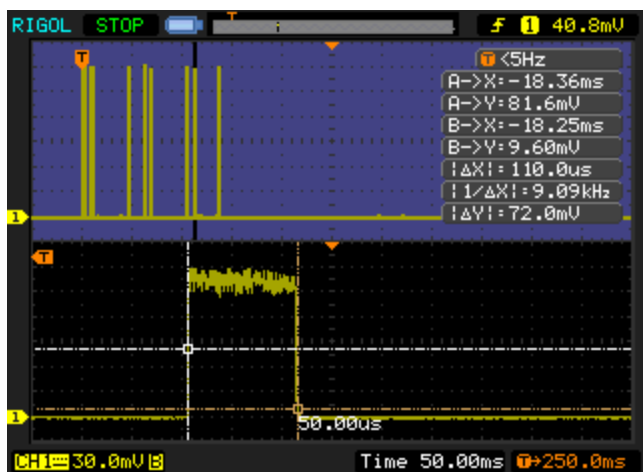 RIGOL STOP T f 1 40.8mV
T
T <5Hz
A->X:-18.36ms
A->Y:81.6mV
B->X:-18.25ms
B->Y:9.60mV
|ΔX|:110.0us
|1/ΔX|:9.09kHz
|ΔY|:72.0mV
1
T
1
50.00us
CH1 30.0mV B Time 50.00ms T→250.0ms